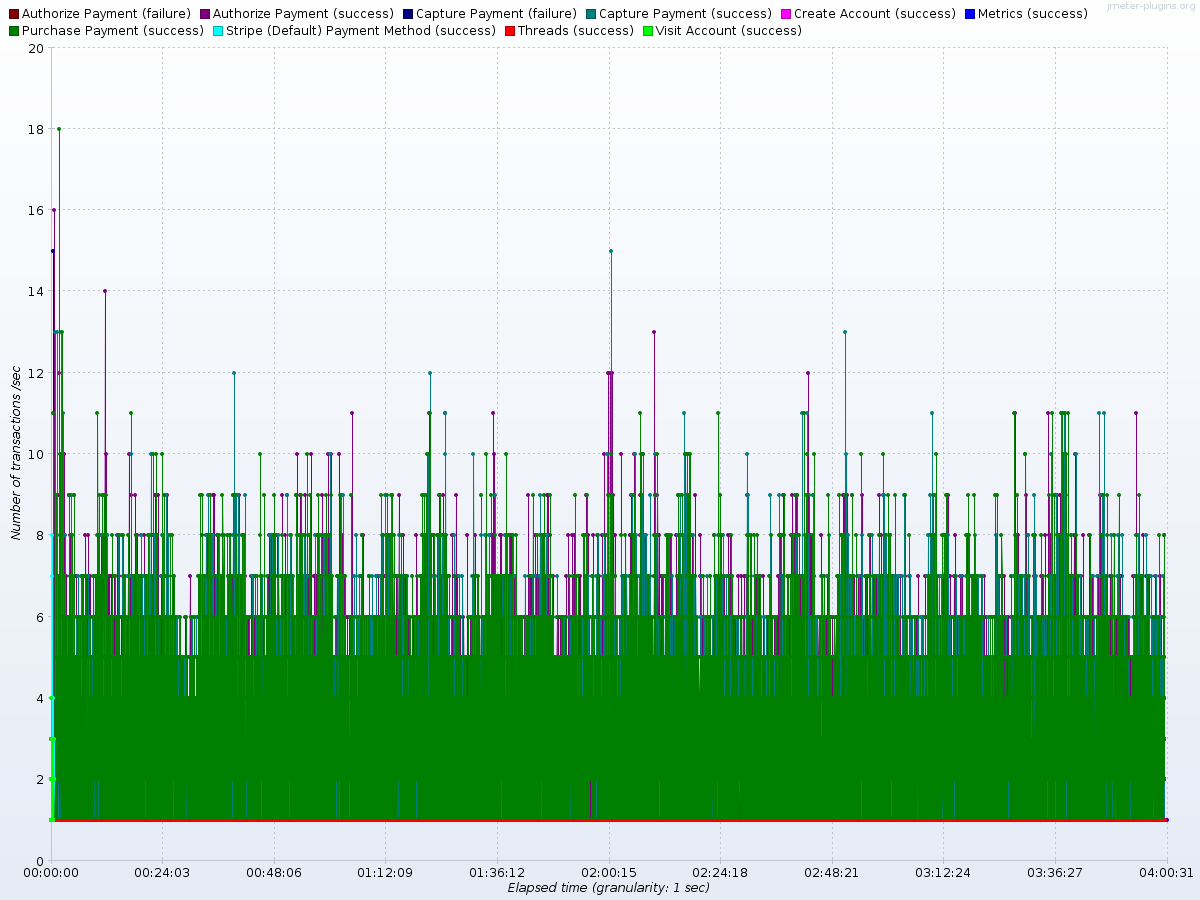 jmeter-plugins.org
Authorize Payment (failure) Authorize Payment (success) Capture Payment (failure) Capture Payment (success) Create Account (success) Metrics (success)
Purchase Payment (success) Stripe (Default) Payment Method (success) Threads (success) Visit Account (success)
Number of transactions /sec
20
18
16
14
12
10
8
6
4
2
0
00:00:00 00:24:03 00:48:06 01:12:09 01:36:12 02:00:15 02:24:18 02:48:21 03:12:24 03:36:27 04:00:31
Elapsed time (granularity: 1 sec)